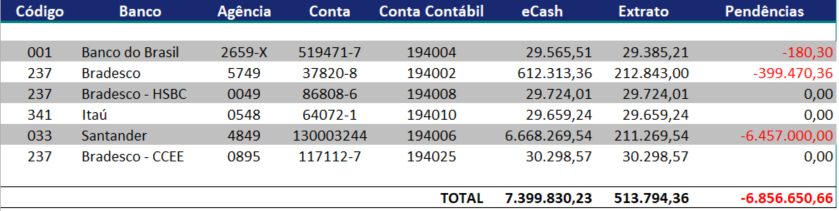 Código Banco Agência Conta Conta Contábil eCash Extrato Pendências
001 Banco do Brasil 2659-X 519471-7 194004 29.565,51 29.385,21 -180,30
237 Bradesco 5749 37820-8 194002 612.313,36 212.843,00 -399.470,36
237 Bradesco - HSBC 0049 86808-6 194008 29.724,01 29.724,01 0,00
341 Itaú 0548 64072-1 194010 29.659,24 29.659,24 0,00
033 Santander 4849 130003244 194006 6.668.269,54 211.269,54 -6.457.000,00
237 Bradesco - CCEE 0895 117112-7 194025 30.298,57 30.298,57 0,00
TOTAL 7.399.830,23 513.794,36 -6.856.650,66